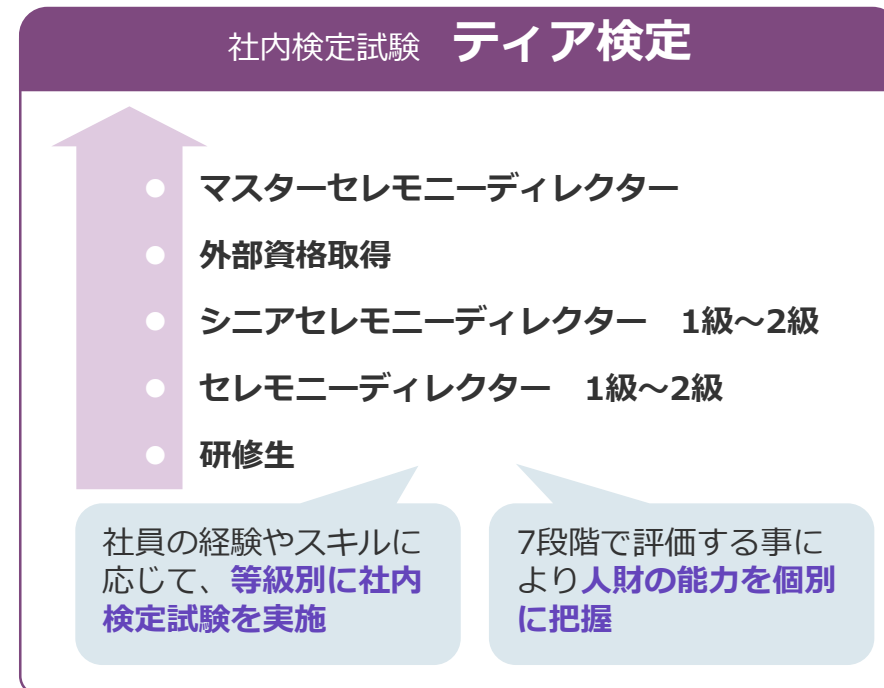 社内検定試験 ティア検定
マスターセレモニーディレクター
外部資格取得
シニアセレモニーディレクター　1級～2級
セレモニーディレクター　1級～2級
研修生
社員の経験やスキルに
応じて、等級別に社内
検定試験を実施
7段階で評価する事に
より人財の能力を個別
に把握